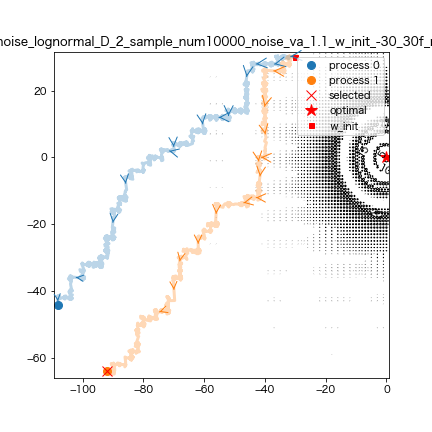 noise_lognormal_D_2_sample_num10000_noise_va_1.1_w_init_-30_30f_n
process 0
process 1
selected
optimal
w_init
20
0
−20
−40
−60
−100
−80
−60
−40
−20
0